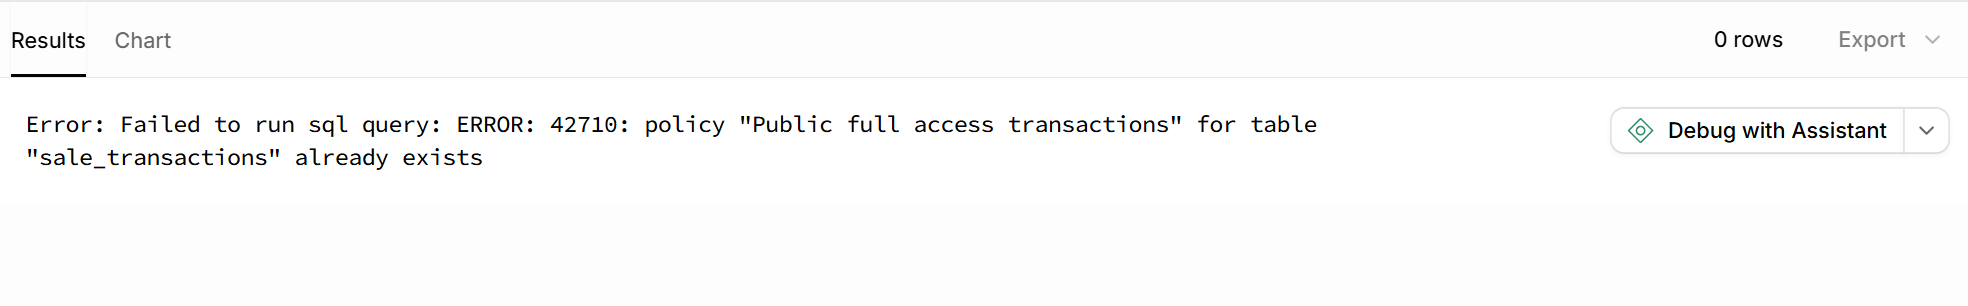 Results Chart 0 rows Export
Error: Failed to run sql query: ERROR: 42710: policy "Public full access transactions" for table
"sale_transactions" already exists
Debug with Assistant